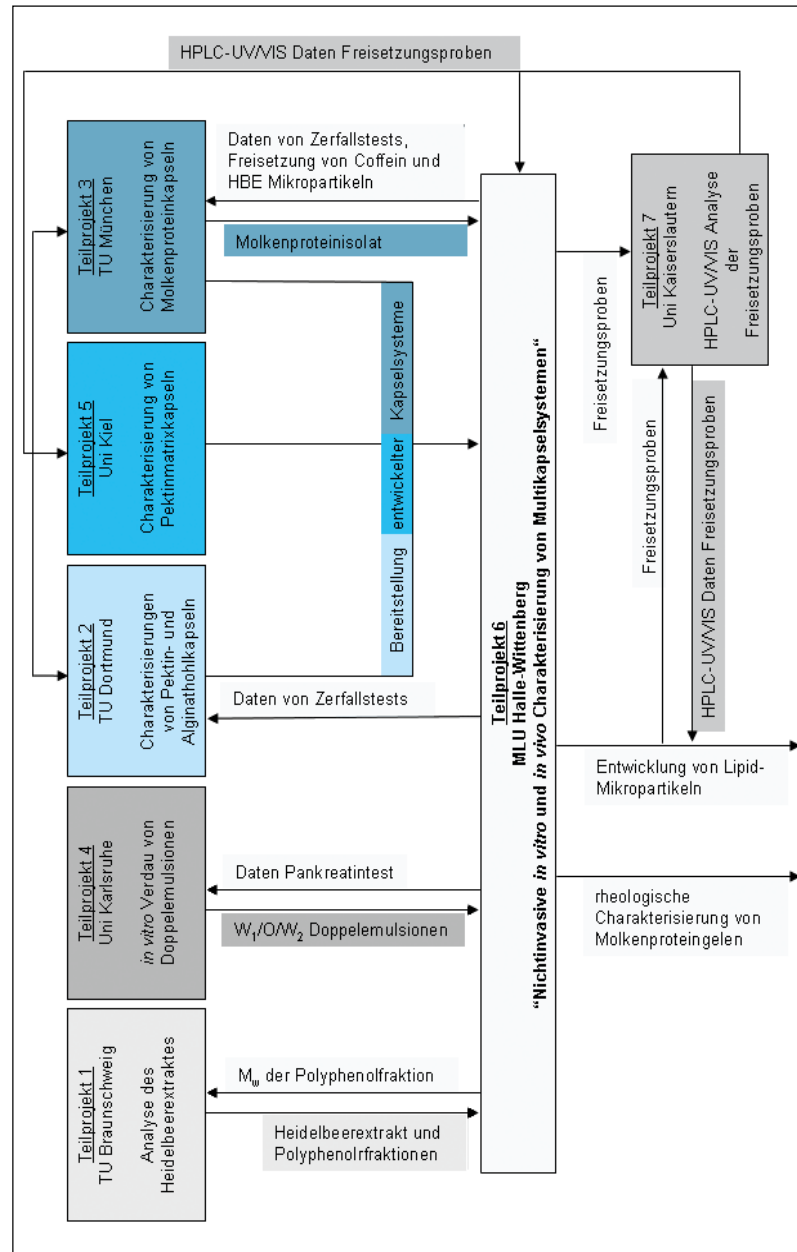 HPLC-UV/VIS Daten Freisetzungsproben
Teilprojekt 3
TU München
Charakterisierung von
Molkenproteinkapseln
Daten von Zerfallstests,
Freisetzung von Coffein und
HBE Mikropartikeln
Molkenproteinisolat
Teilprojekt 5
Uni Kiel
Charakterisierung von
Pektinmatrixkapseln
Teilprojekt 2
TU Dortmund
Charakterisierungen
von Pektin- und
Alginathohlkapseln
Bereitstellung entwickelter Kapselsysteme
Daten von Zerfallstests
Teilprojekt 4
Uni Karlsruhe
in vitro Verdau von
Doppelemulsionen
Daten Pankreatintest
W1/O/W2 Doppelemulsionen
Teilprojekt 1
TU Braunschweig
Analyse des
Heidelbeerextraktes
Mw der Polyphenolfraktion
Heidelbeerextrakt und
Polyphenolrfraktionen
Teilprojekt 6
MLU Halle-Wittenberg
"Nichtinvasive in vitro und in vivo Charakterisierung von Multikapselsystemen“
Teilprojekt 7
Uni Kaiserslautern
HPLC-UV/VIS Analyse
der
Freisetzungsproben
Freisetzungsproben
Freisetzungsproben
HPLC-UV/VIS Daten Freisetzungsproben
Entwicklung von Lipid-
Mikropartikeln
rheologische
Charakterisierung von
Molkenproteingelen